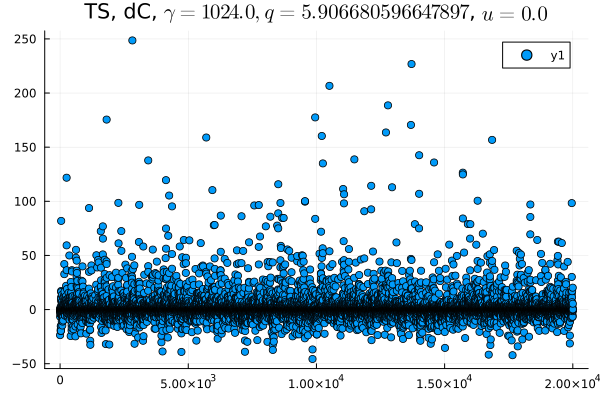 TS, dC, γ = 1024.0, q = 5.906680596647897, u = 0.0
y1
250
200
150
100
50
0
−50
0 5.00×10³ 1.00×10⁴ 1.50×10⁴ 2.00×10⁴